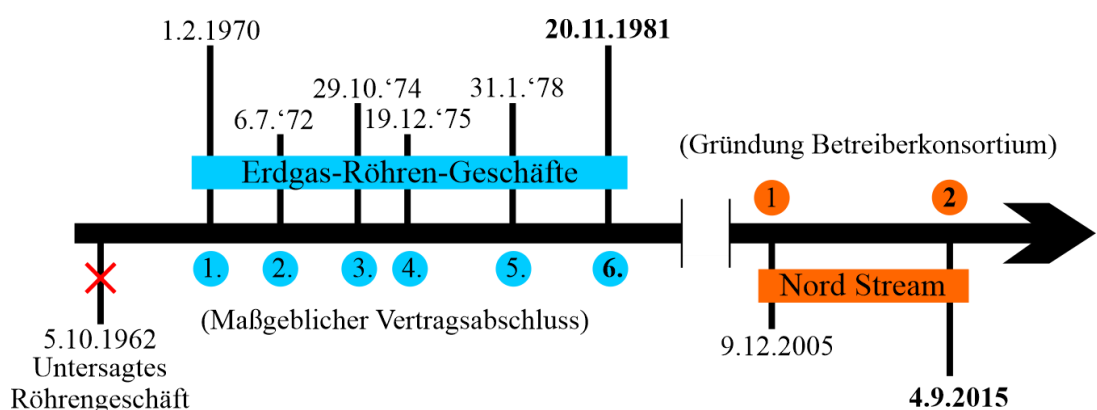 1.2.1970
20.11.1981
29.10.‘74
31.1.‘78
6.7.‘72
19.12.‘75
(Gründung Betreiberkonsortium)
Erdgas-Röhren-Geschäfte
1
2
1.
2.
3.
4.
5.
6.
Nord Stream
(Maßgeblicher Vertragsabschluss)
5.10.1962
Untersagtes
Röhrengeschäft
9.12.2005
4.9.2015